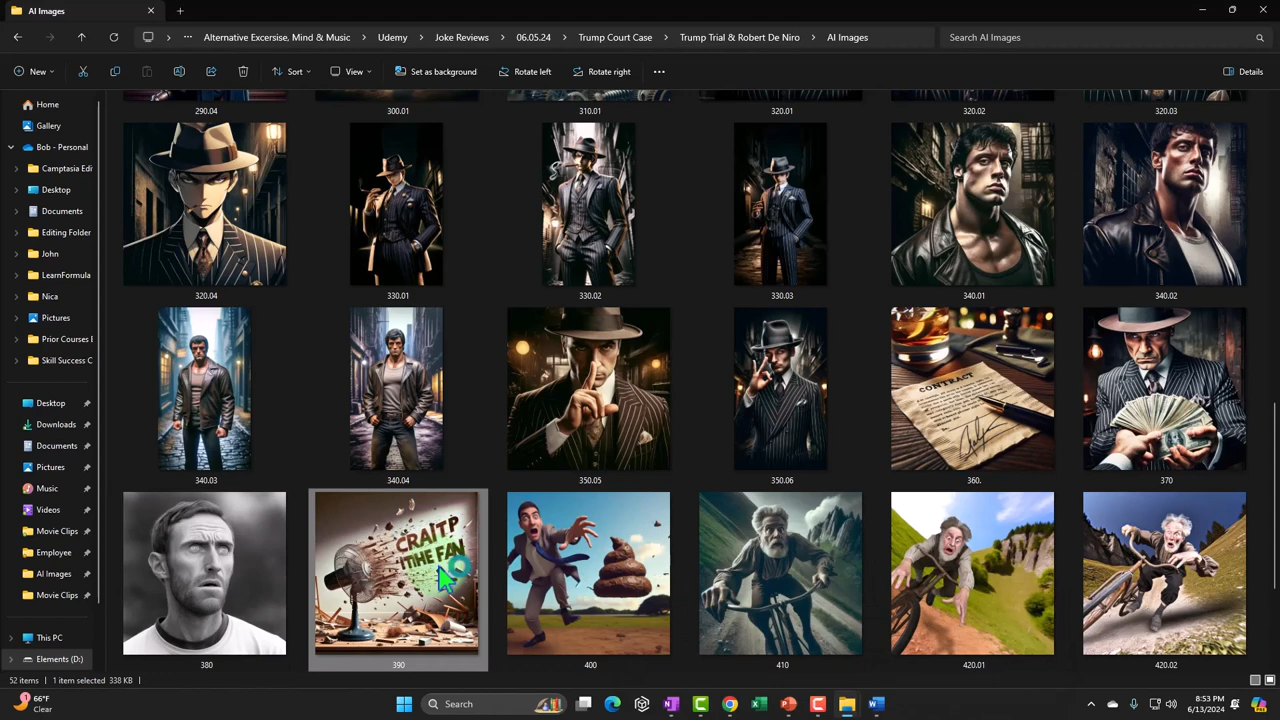 AI Images
Alternative Excersise, Mind & Music
Udemy
Joke Reviews
06.05.24
Trump Court Case
Trump Trial & Robert De Niro
AI Images
Search AI Images
New
Sort
View
Set as background
Rotate left
Rotate right
Details
Home
Gallery
Bob - Personal
Camptasia Edi
Desktop
Documents
Editing Folder
John
LearnFormula
Nica
Pictures
Prior Courses E
Skill Success C
Desktop
Downloads
Documents
Pictures
Music
Videos
Movie Clips
Employee
AI Images
Movie Clips
This PC
Elements (D:)
290.04
300.01
310.01
320.01
320.02
320.03
320.04
330.01
330.02
330.03
340.01
340.02
CONTRACT
340.03
340.04
350.05
350.06
360.
370
CRAITP
ITHE FAN
380
390
400
410
420.01
420.02
52 items
1 item selected 338 KB
1
66°F
Clear
Search
8:53 PM
6/13/2024